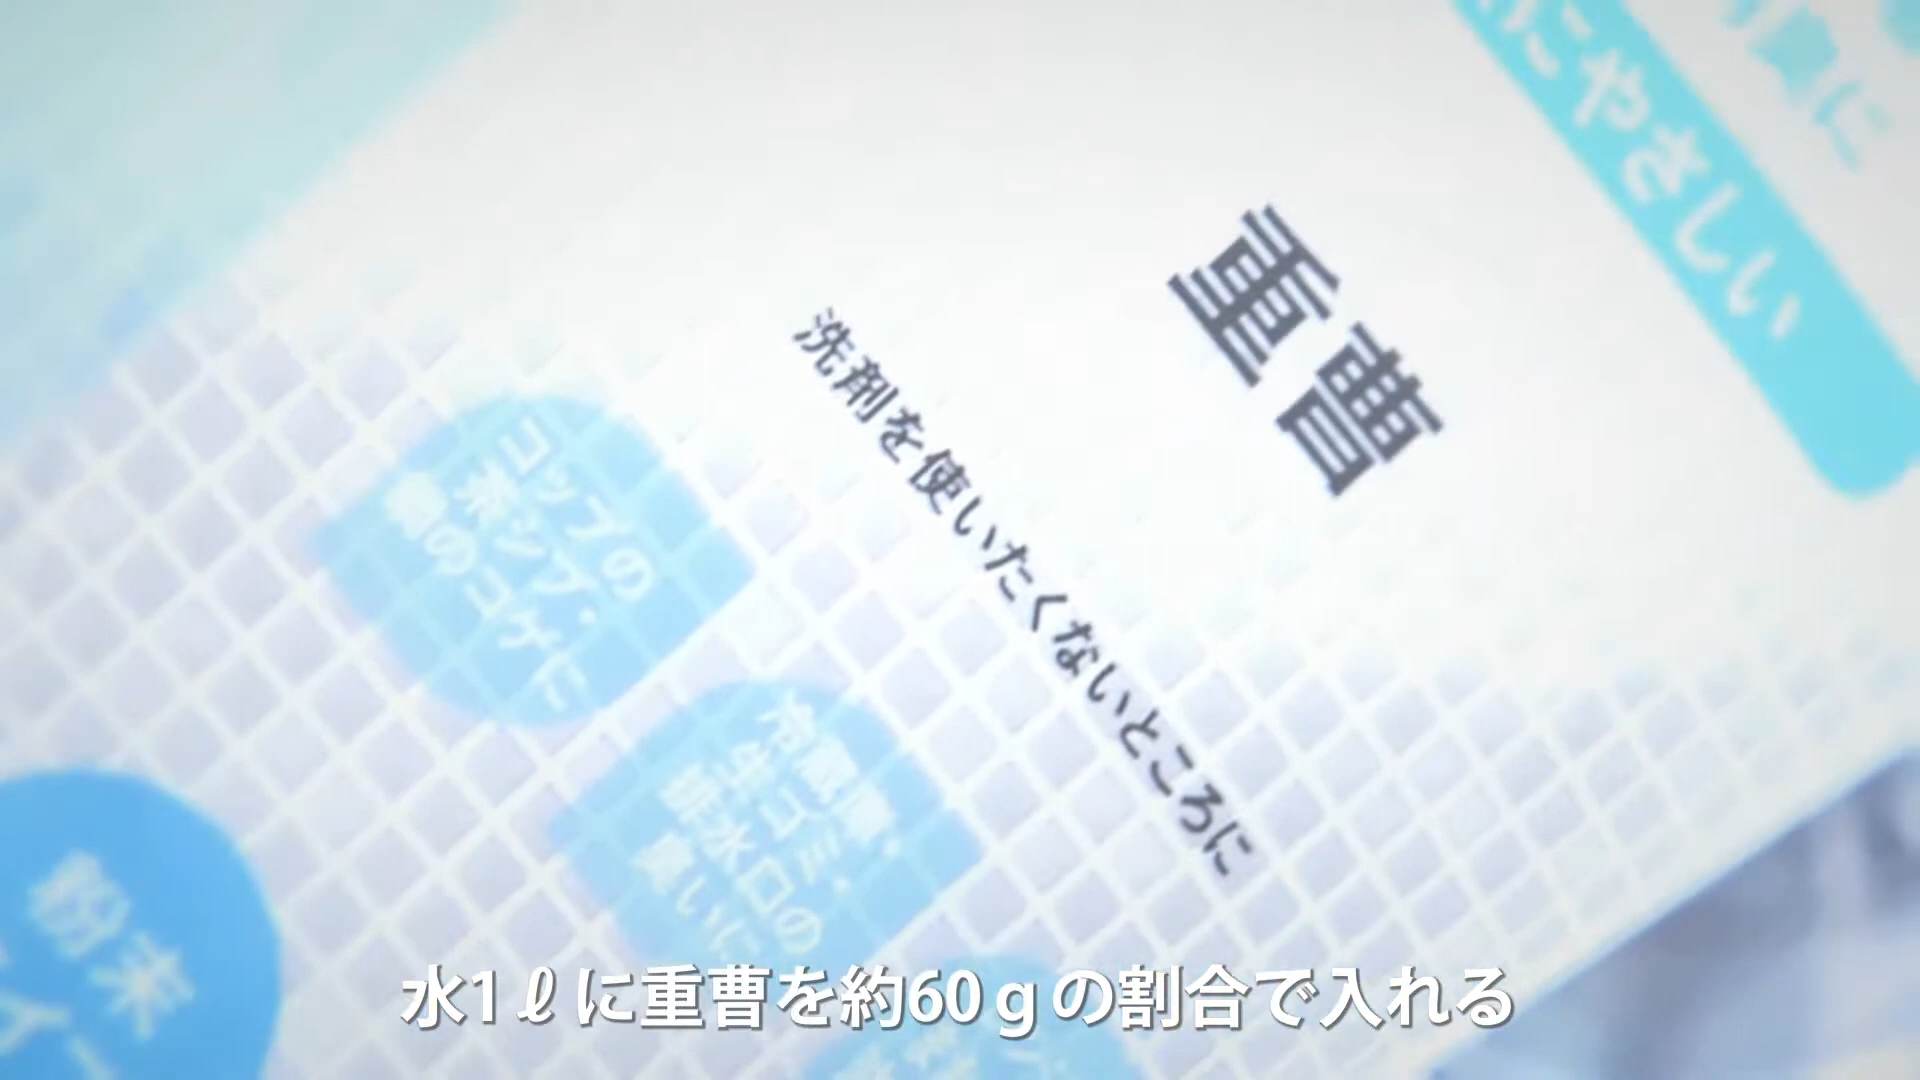 にやさしい
重曹
洗剤を使いたくないところに
コップの
茶シブ・
鍋のコゲに
冷蔵庫・
生ゴミ・
排水口の
臭いに
粉末
水1ℓに重曹を約60gの割合で入れる